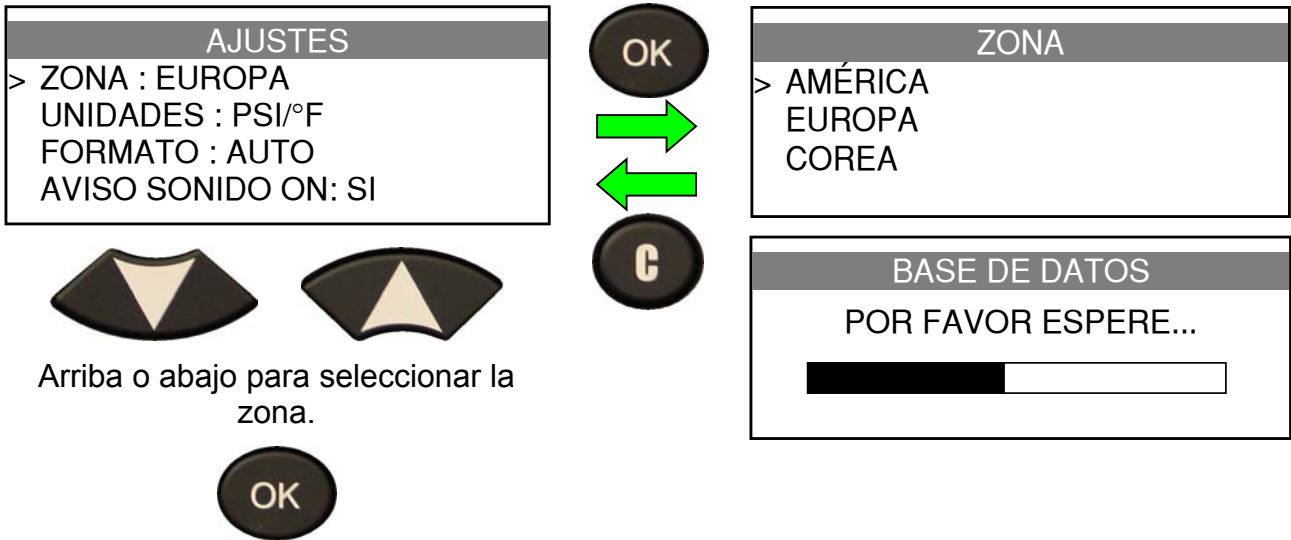 AJUSTES
> ZONA : EUROPA
UNIDADES : PSI/°F
FORMATO : AUTO
AVISO SONIDO ON: SI
OK
C
ZONA
> AMÉRICA
EUROPA
COREA
BASE DE DATOS
POR FAVOR ESPERE...
Arriba o abajo para seleccionar la
zona.
OK